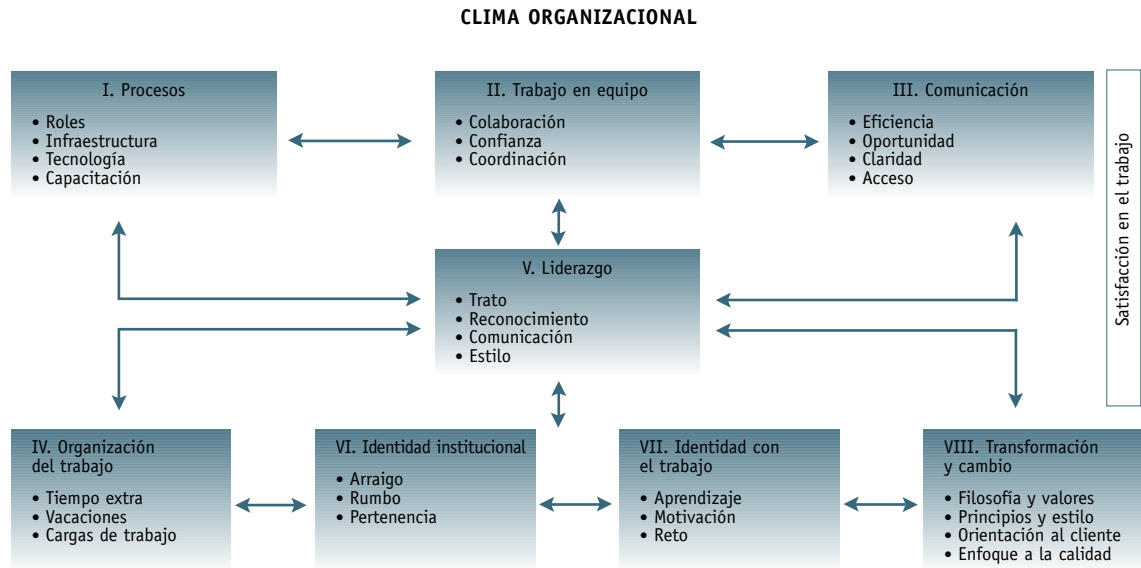 CLIMA ORGANIZACIONAL
I. Procesos
• Roles
• Infraestructura
• Tecnología
• Capacitación
II. Trabajo en equipo
• Colaboración
• Confianza
• Coordinación
III. Comunicación
• Eficiencia
• Oportunidad
• Claridad
• Acceso
Satisfacción en el trabajo
V. Liderazgo
• Trato
• Reconocimiento
• Comunicación
• Estilo
IV. Organización
del trabajo
• Tiempo extra
• Vacaciones
• Cargas de trabajo
VI. Identidad institucional
• Arraigo
• Rumbo
• Pertenencia
VII. Identidad con
el trabajo
• Aprendizaje
• Motivación
• Reto
VIII. Transformación
y cambio
• Filosofía y valores
• Principios y estilo
• Orientación al cliente
• Enfoque a la calidad